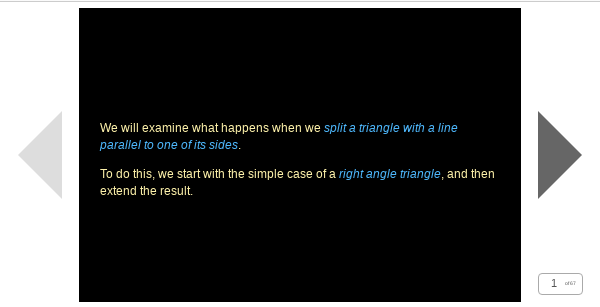 We will examine what happens when we split a triangle with a line
parallel to one of its sides.
To do this, we start with the simple case of a right angle triangle, and then
extend the result.
1 of 67